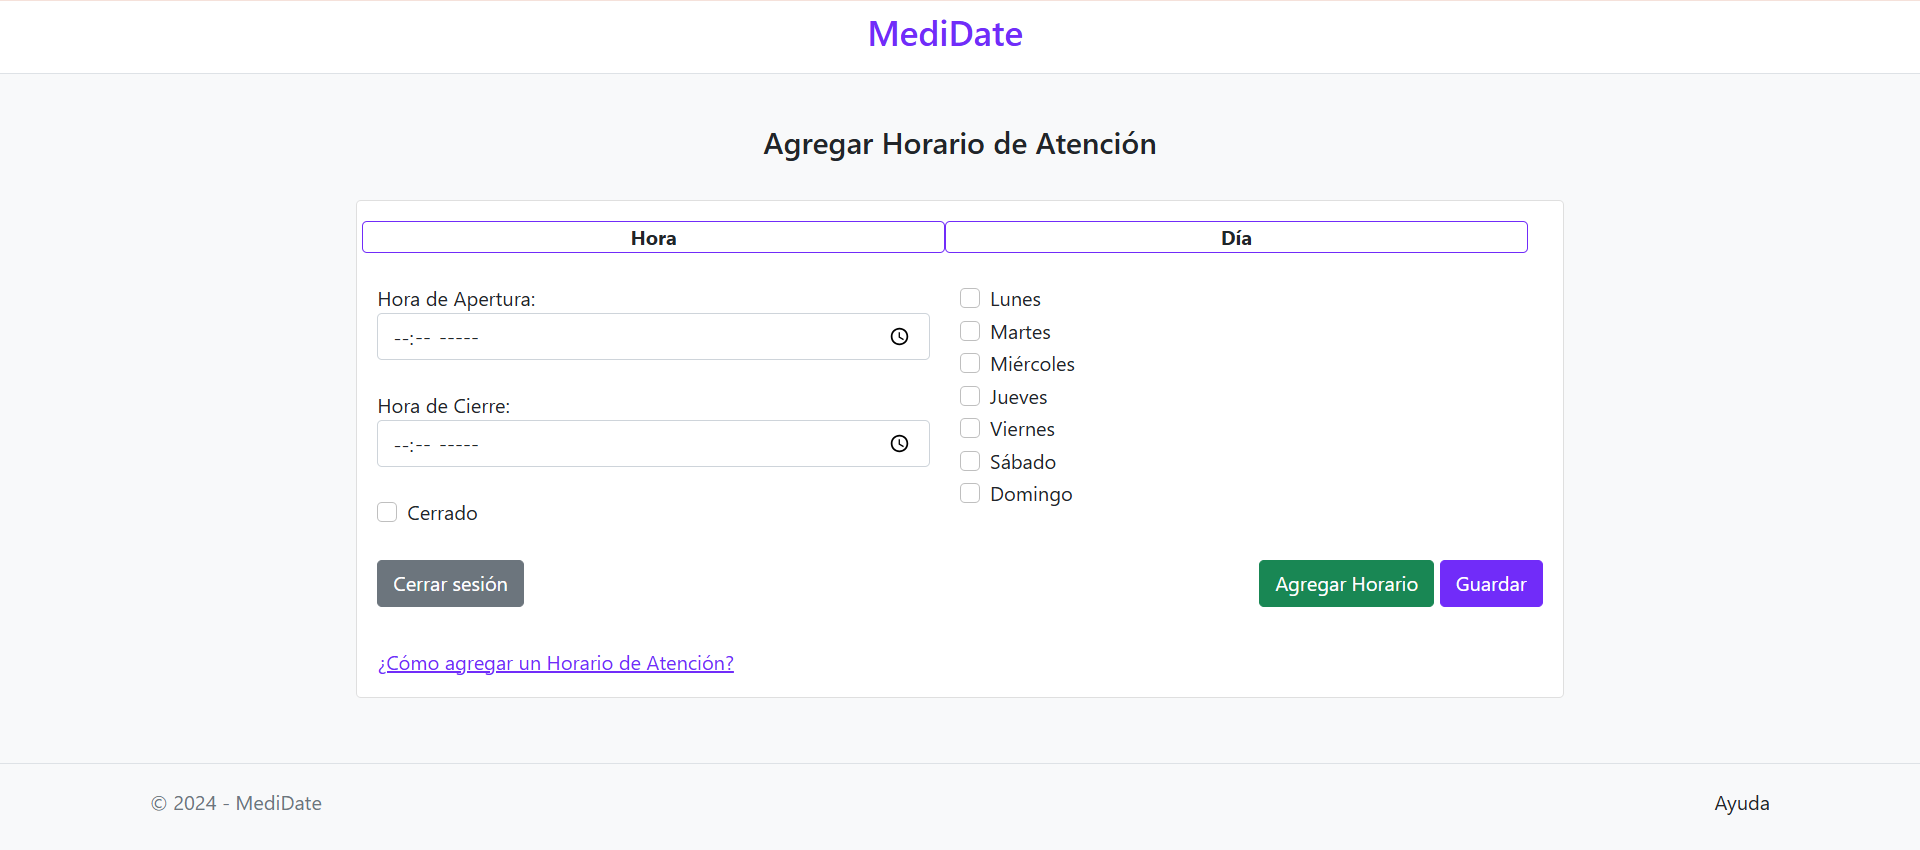 MediDate
Agregar Horario de Atención
Hora
Día
Hora de Apertura:
--:-- -----
Hora de Cierre:
--:-- -----
Cerrado
Lunes
Martes
Miércoles
Jueves
Viernes
Sábado
Domingo
Cerrar sesión
Agregar Horario
Guardar
¿Cómo agregar un Horario de Atención?
© 2024 - MediDate
Ayuda